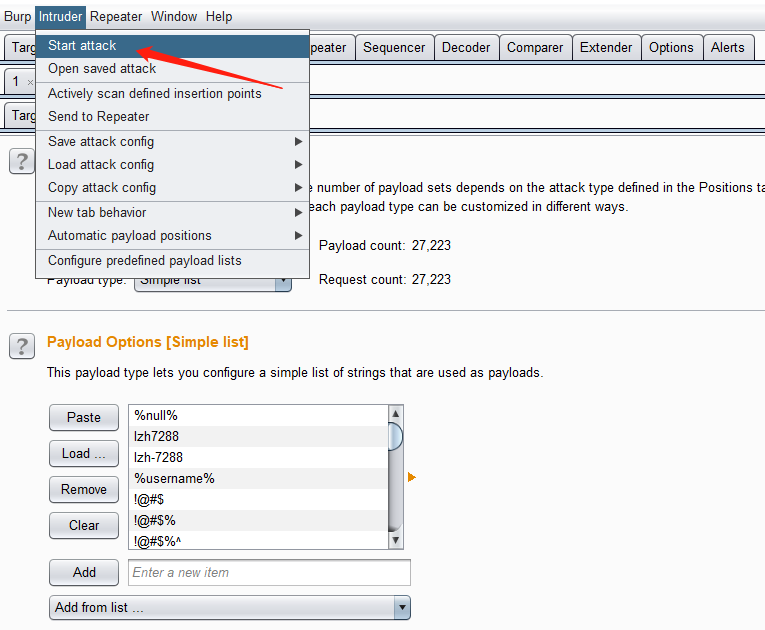 Burp Intruder Repeater Window Help
Start attack
Open saved attack
Actively scan defined insertion points
Send to Repeater
Save attack config
Load attack config
Copy attack config
New tab behavior
Automatic payload positions
Configure predefined payload lists
Targ peater Sequencer Decoder Comparer Extender Options Alerts
1 ×
Targ
?
e number of payload sets depends on the attack type defined in the Positions ta
each payload type can be customized in different ways.
Payload count: 27,223
Payload type: Simple list Request count: 27,223
? Payload Options [Simple list]
This payload type lets you configure a simple list of strings that are used as payloads.
Paste
Load ...
Remove
Clear
%null%
lzh7288
lzh-7288
%username%
!@#$
!@#$%
!@#$%^
Add Enter a new item
Add from list ...